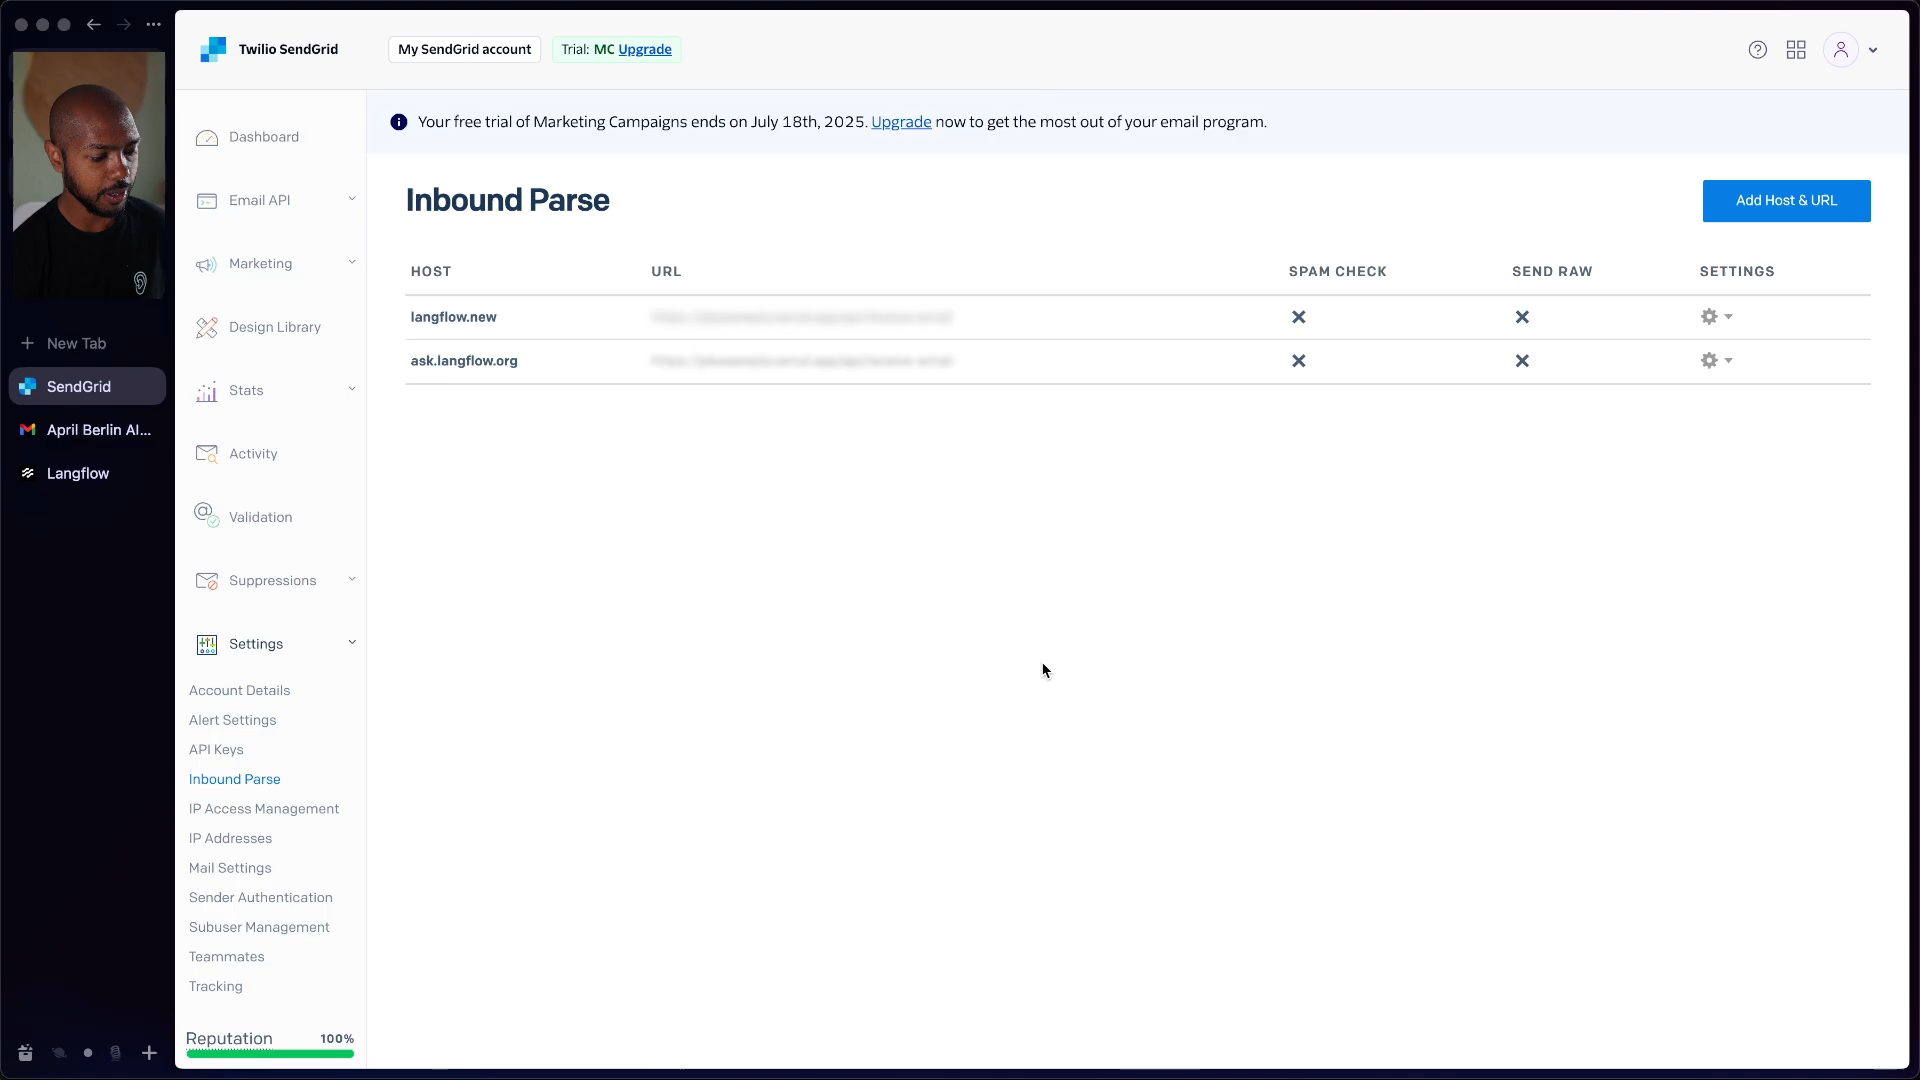 Twilio SendGrid
My SendGrid account
Trial: MC Upgrade
Your free trial of Marketing Campaigns ends on July 18th, 2025. Upgrade now to get the most out of your email program.
New Tab
SendGrid
April Berlin AI...
Langflow
Dashboard
Email API
Marketing
Design Library
Stats
Activity
Validation
Suppressions
Settings
Account Details
Alert Settings
API Keys
Inbound Parse
IP Access Management
IP Addresses
Mail Settings
Sender Authentication
Subuser Management
Teammates
Tracking
Reputation 100%
Inbound Parse
Add Host & URL
HOST URL SPAM CHECK SEND RAW SETTINGS
langflow.new
ask.langflow.org